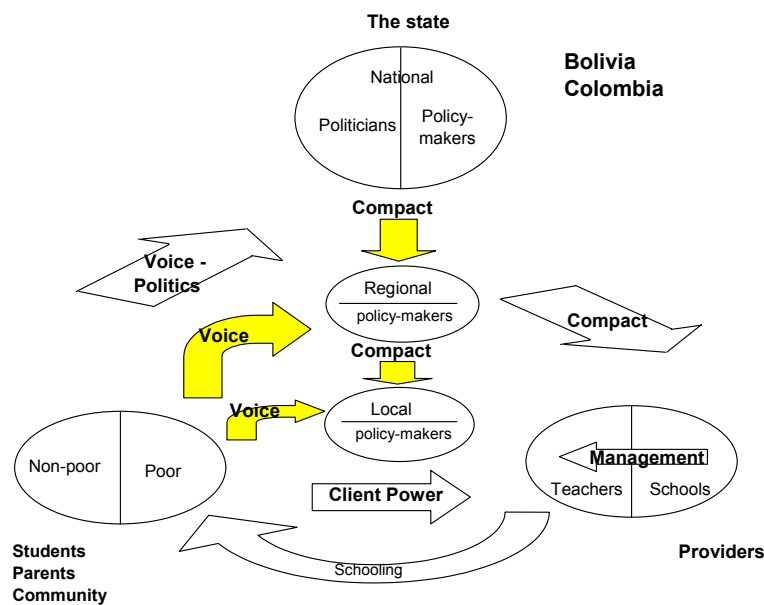 The state
Bolivia
Colombia
National
Politicians
Policy-
makers
Compact
Voice -
Politics
Regional
policy-makers
Compact
Voice
Compact
Voice
Local
policy-makers
Non-poor
Poor
Management
Teachers
Schools
Client Power
Students
Parents
Community
Schooling
Providers